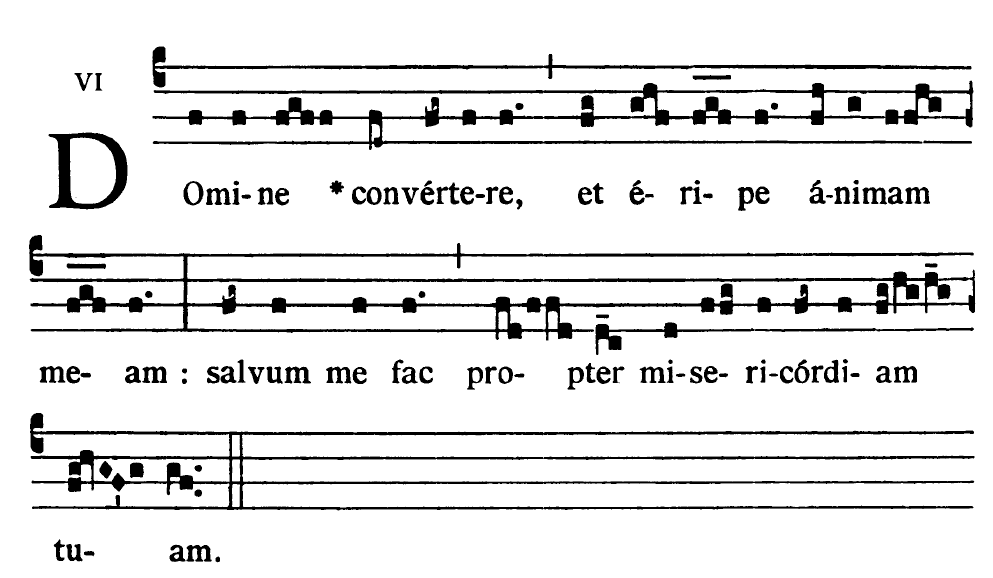 VI
DOmi-ne * convérte-re, et é- ri- pe á-nimam
me- am : salvum me fac pro- pter mi-se- ri-córdi- am
tu- am.